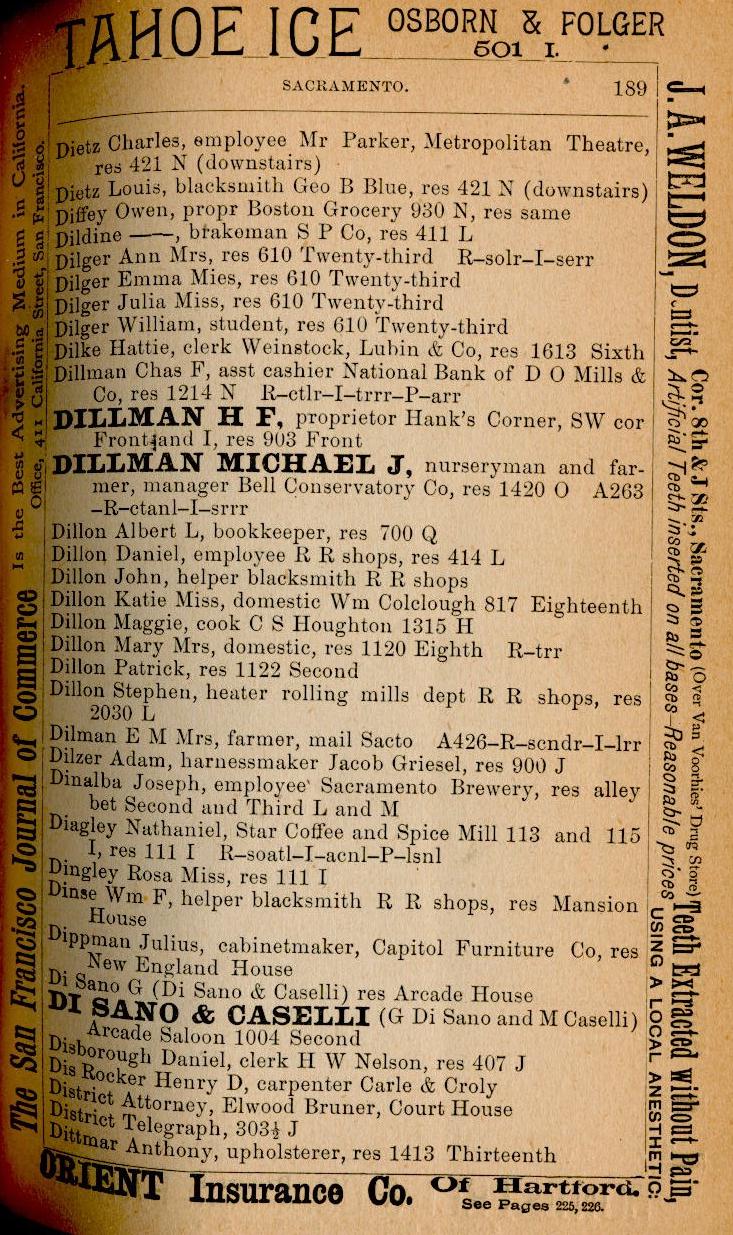 TAHOE ICE OSBORN & FOLGER
501 I.
SACRAMENTO. 189
Dietz Charles, employee Mr Parker, Metropolitan Theatre,
res 421 N (downstairs)
Dietz Louis, blacksmith Geo B Blue, res 421 N (downstairs)
Diffey Owen, propr Boston Grocery 930 N, res same
Dildine ——, brakeman S P Co, res 411 L
Dilger Ann Mrs, res 610 Twenty-third R–solr–I–serr
Dilger Emma Mies, res 610 Twenty-third
Dilger Julia Miss, res 610 Twenty-third
Dilger William, student, res 610 Twenty-third
Dilke Hattie, clerk Weinstock, Lubin & Co, res 1613 Sixth
Dillman Chas F, asst cashier National Bank of D O Mills &
Co, res 1214 N R–ctlr–I–trrr–P–arr
DILLMAN H F, proprietor Hank's Corner, SW cor
Front and I, res 903 Front
DILLMAN MICHAEL J, nurseryman and far-
mer, manager Bell Conservatory Co, res 1420 O A263
–R–ctanl–I–srrr
Dillon Albert L, bookkeeper, res 700 Q
Dillon Daniel, employee R R shops, res 414 L
Dillon John, helper blacksmith R R shops
Dillon Katie Miss, domestic Wm Colclough 817 Eighteenth
Dillon Maggie, cook C S Houghton 1315 H
Dillon Mary Mrs, domestic, res 1120 Eighth R–trr
Dillon Patrick, res 1122 Second
Dillon Stephen, heater rolling mills dept R R shops, res
2030 L
Dilman E M Mrs, farmer, mail Sacto A426–R–scndr–I–lrr
Dilzer Adam, harnessmaker Jacob Griesel, res 900 J
Dinalba Joseph, employee Sacramento Brewery, res alley
bet Second and Third L and M
Diagley Nathaniel, Star Coffee and Spice Mill 113 and 115
I, res 111 I R–soatl–I–acnl–P–lsnl
Dingley Rosa Miss, res 111 I
Dinse Wm F, helper blacksmith R R shops, res Mansion
House
Dippman Julius, cabinetmaker, Capitol Furniture Co, res
New England House
Di Sano G (Di Sano & Caselli) res Arcade House
DI SANO & CASELLI (G Di Sano and M Caselli)
Arcade Saloon 1004 Second
Disborough Daniel, clerk H W Nelson, res 407 J
Dis Rocker Henry D, carpenter Carle & Croly
District Attorney, Elwood Bruner, Court House
District Telegraph, 303½ J
Dittmar Anthony, upholsterer, res 1413 Thirteenth
ORIENT Insurance Co. Of Hartford.
See Pages 225, 226.
The San Francisco Journal of Commerce Is the Best Advertising Medium in California.
Office, 411 California Street, San Francisco.
J. A. WELDON, Dentist, Cor. 8th & J Sts., Sacramento (Over Van Voorhies' Drug Store)
Artificial Teeth inserted on all bases—Reasonable prices
Teeth Extracted without Pain,
USING A LOCAL ANESTHETIC.